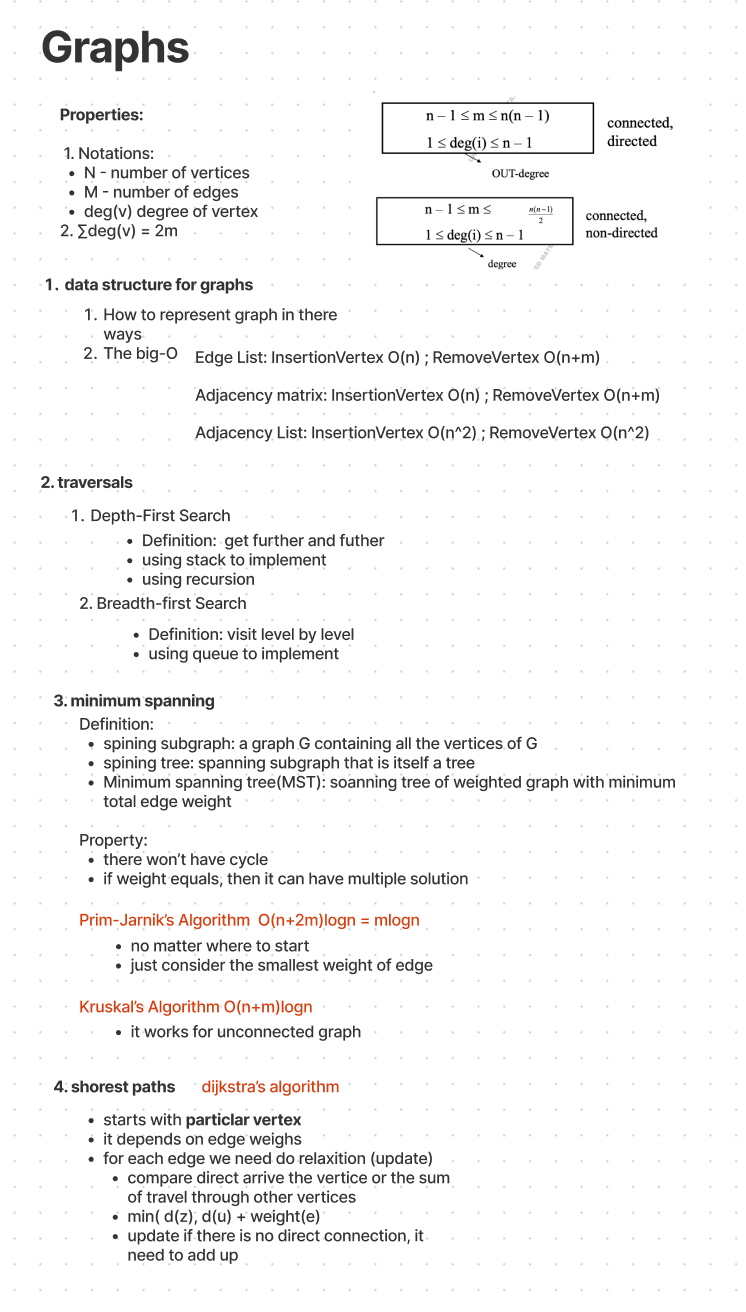 Graphs
Properties:
1. Notations:
• N - number of vertices
• M - number of edges
• deg(v) degree of vertex
2. ∑deg(v) = 2m
n – 1 ≤ m ≤ n(n – 1)
1 ≤ deg(i) ≤ n – 1
connected,
directed
OUT-degree
n – 1 ≤ m ≤ n(n−1)/2
1 ≤ deg(i) ≤ n – 1
connected,
non-directed
degree
1. data structure for graphs
1. How to represent graph in there
ways
2. The big-O
Edge List: InsertionVertex O(n) ; RemoveVertex O(n+m)
Adjacency matrix: InsertionVertex O(n) ; RemoveVertex O(n+m)
Adjacency List: InsertionVertex O(n^2) ; RemoveVertex O(n^2)
2. traversals
1. Depth-First Search
• Definition: get further and futher
• using stack to implement
• using recursion
2. Breadth-first Search
• Definition: visit level by level
• using queue to implement
3. minimum spanning
Definition:
• spining subgraph: a graph G containing all the vertices of G
• spining tree: spanning subgraph that is itself a tree
• Minimum spanning tree(MST): soanning tree of weighted graph with minimum
total edge weight
Property:
• there won't have cycle
• if weight equals, then it can have multiple solution
Prim-Jarnik's Algorithm O(n+2m)logn = mlogn
• no matter where to start
• just consider the smallest weight of edge
Kruskal's Algorithm O(n+m)logn
• it works for unconnected graph
4. shorest paths dijkstra's algorithm
• starts with particlar vertex
• it depends on edge weighs
• for each edge we need do relaxition (update)
• compare direct arrive the vertice or the sum
of travel through other vertices
• min( d(z), d(u) + weight(e)
• update if there is no direct connection, it
need to add up